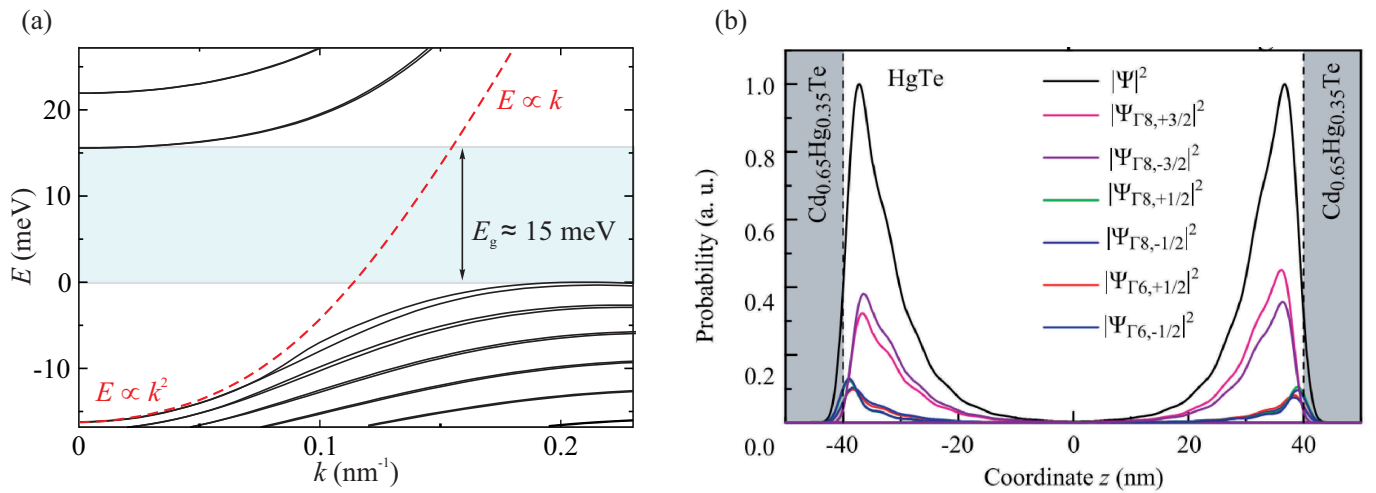 (a)
20
10
0
-10
E (meV)
E ∝ k
E_g ≈ 15 meV
E ∝ k²
0
0.1
0.2
k (nm⁻¹)
(b)
Cd₀.₆₅Hg₀.₃₅Te
HgTe
|Ψ|²
|Ψ_Γ8,+3/2|²
|Ψ_Γ8,-3/2|²
|Ψ_Γ8,+1/2|²
|Ψ_Γ8,-1/2|²
|Ψ_Γ6,+1/2|²
|Ψ_Γ6,-1/2|²
Cd₀.₆₅Hg₀.₃₅Te
Probability (a. u.)
1.0
0.8
0.6
0.4
0.2
0.0
-40
-20
0
20
40
Coordinate z (nm)